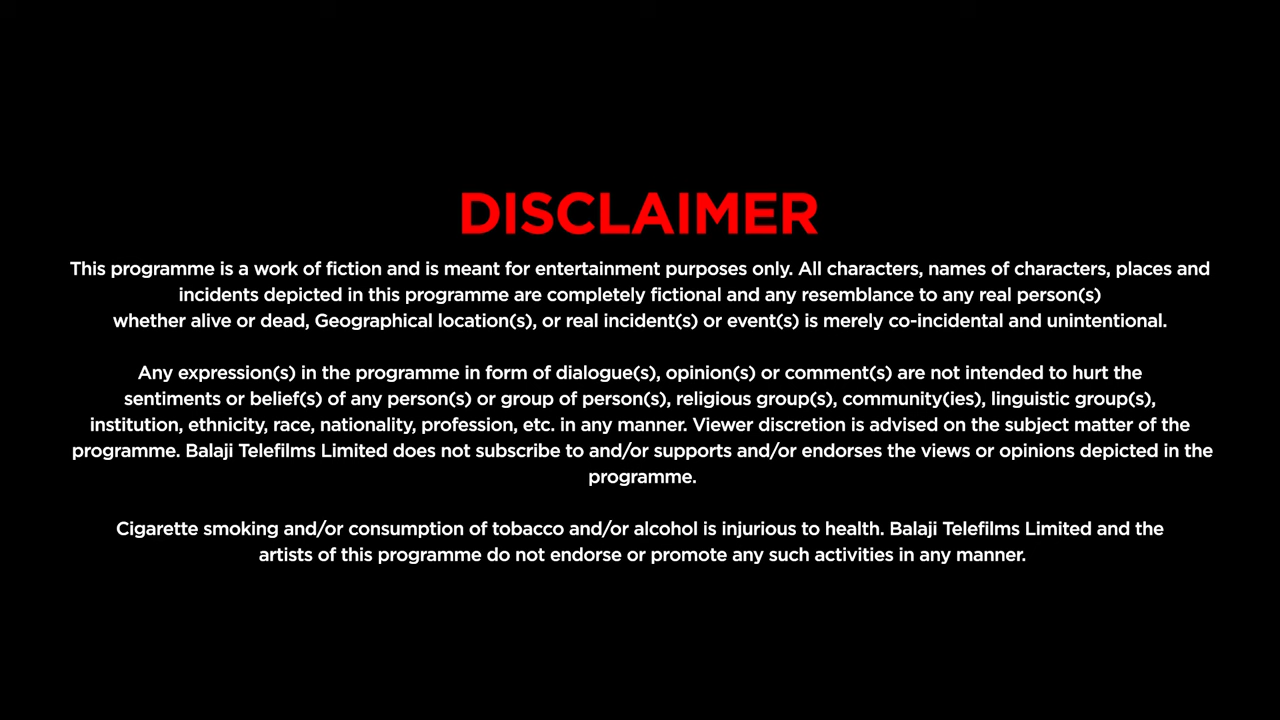 DISCLAIMER
This programme is a work of fiction and is meant for entertainment purposes only. All characters, names of characters, places and
incidents depicted in this programme are completely fictional and any resemblance to any real person(s)
whether alive or dead, Geographical location(s), or real incident(s) or event(s) is merely co-incidental and unintentional.
Any expression(s) in the programme in form of dialogue(s), opinion(s) or comment(s) are not intended to hurt the
sentiments or belief(s) of any person(s) or group of person(s), religious group(s), community(ies), linguistic group(s),
institution, ethnicity, race, nationality, profession, etc. in any manner. Viewer discretion is advised on the subject matter of the
programme. Balaji Telefilms Limited does not subscribe to and/or supports and/or endorses the views or opinions depicted in the
programme.
Cigarette smoking and/or consumption of tobacco and/or alcohol is injurious to health. Balaji Telefilms Limited and the
artists of this programme do not endorse or promote any such activities in any manner.